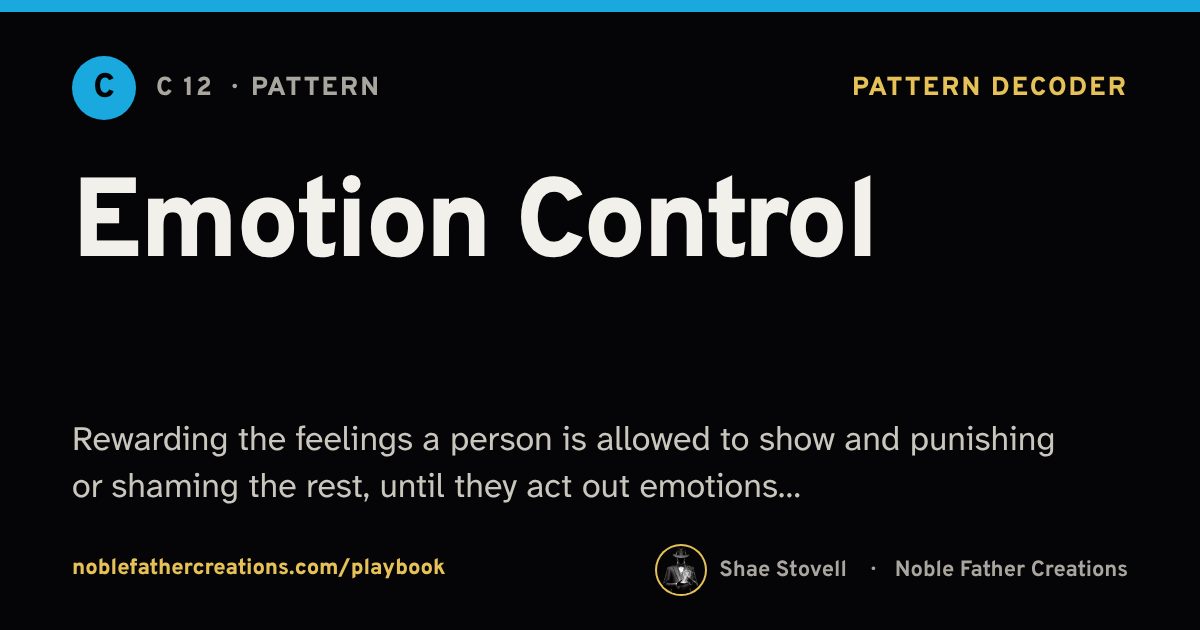 C
C 12 · PATTERN
PATTERN DECODER
Emotion Control
Rewarding the feelings a person is allowed to show and punishing
or shaming the rest, until they act out emotions...
noblefathercreations.com/playbook
Shae Stovell · Noble Father Creations